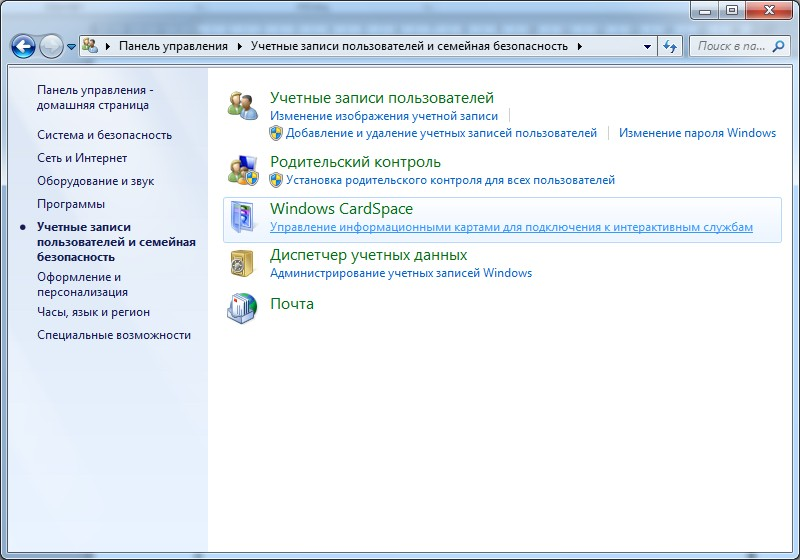 Панель управления
Учетные записи пользователей и семейная безопасность
Поиск в па...
Панель управления -
домашняя страница
Система и безопасность
Сеть и Интернет
Оборудование и звук
Программы
Учетные записи
пользователей и семейная
безопасность
Оформление и
персонализация
Часы, язык и регион
Специальные возможности
Учетные записи пользователей
Изменение изображения учетной записи
Добавление и удаление учетных записей пользователей
Изменение пароля Windows
Родительский контроль
Установка родительского контроля для всех пользователей
Windows CardSpace
Управление информационными картами для подключения к интерактивным службам
Диспетчер учетных данных
Администрирование учетных записей Windows
Почта